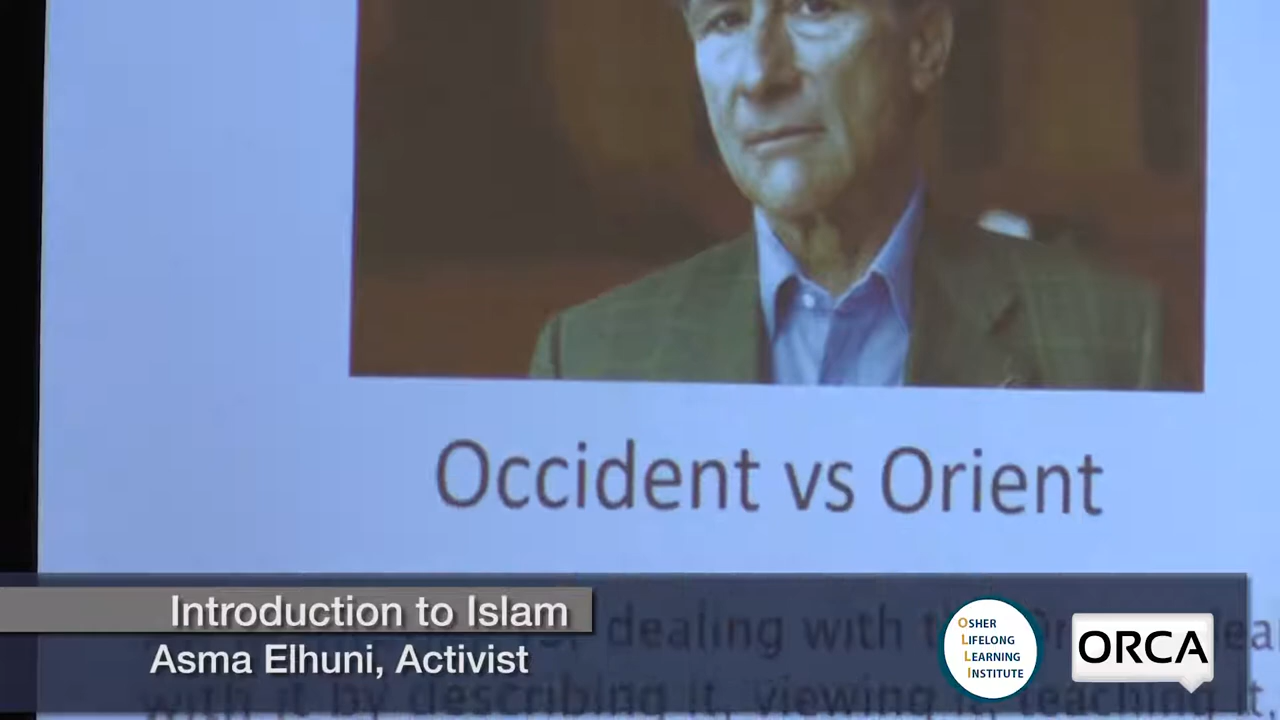 Occident vs Orient
Introduction to Islam
dealing with
Asma Elhuni, Activist
with it by describing it, viewing it, teaching it.
OSHER
LIFELONG
LEARNING
INSTITUTE
ORCA